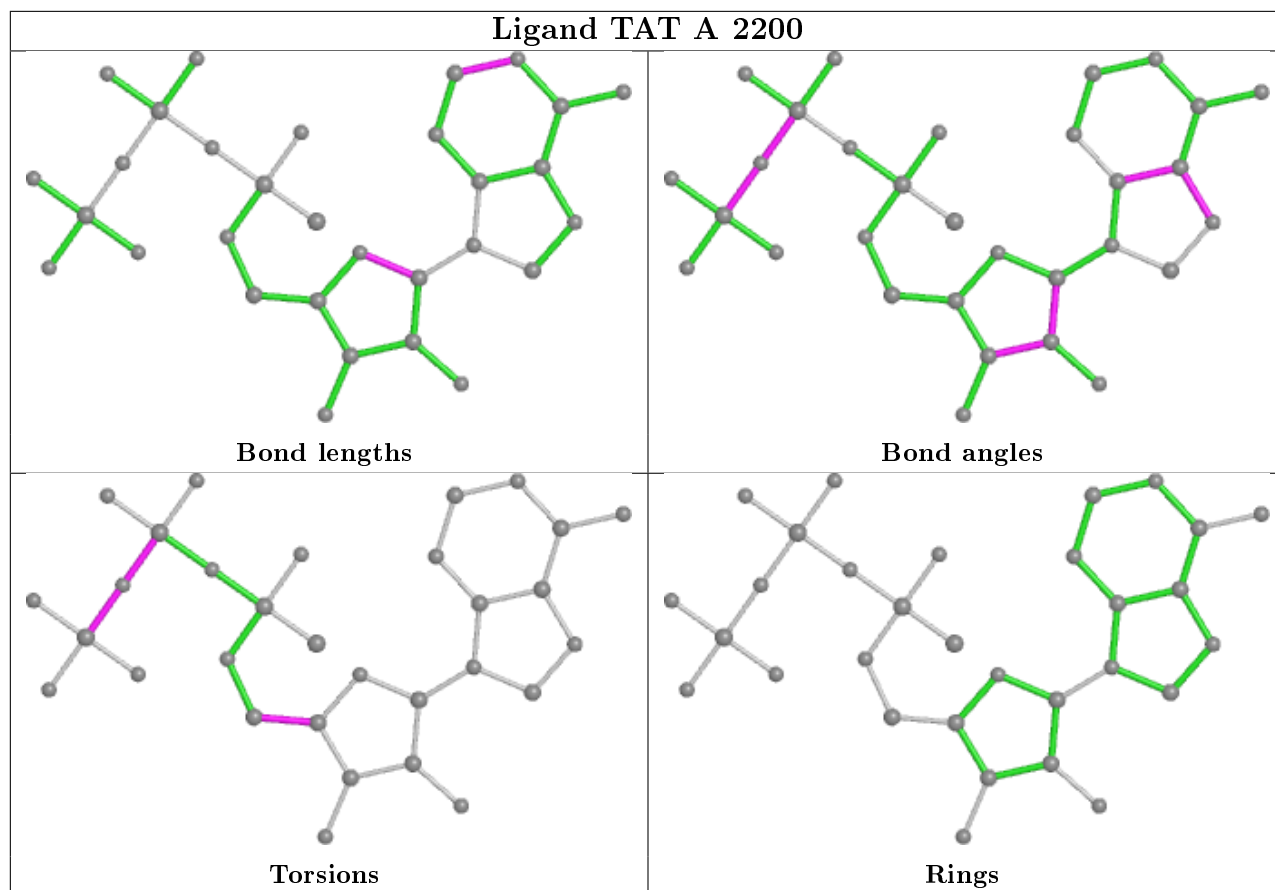 Ligand TAT A 2200
Bond lengths
Bond angles
Torsions
Rings